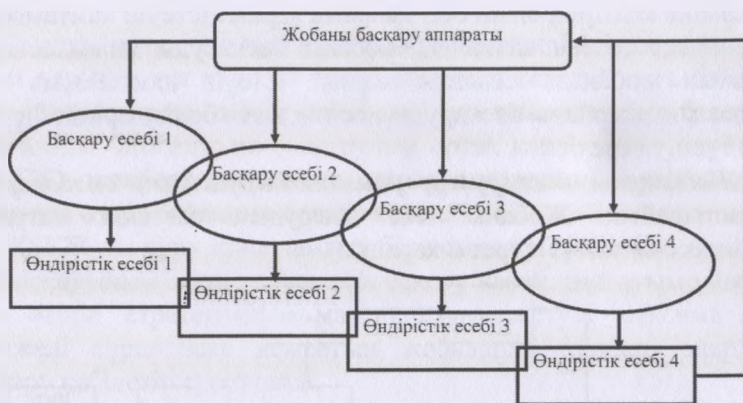 Жобаны басқару аппараты
Басқару есебі 1
Басқару есебі 2
Басқару есебі 3
Басқару есебі 4
Өндірістік есебі 1
Өндірістік есебі 2
Өндірістік есебі 3
Өндірістік есебі 4